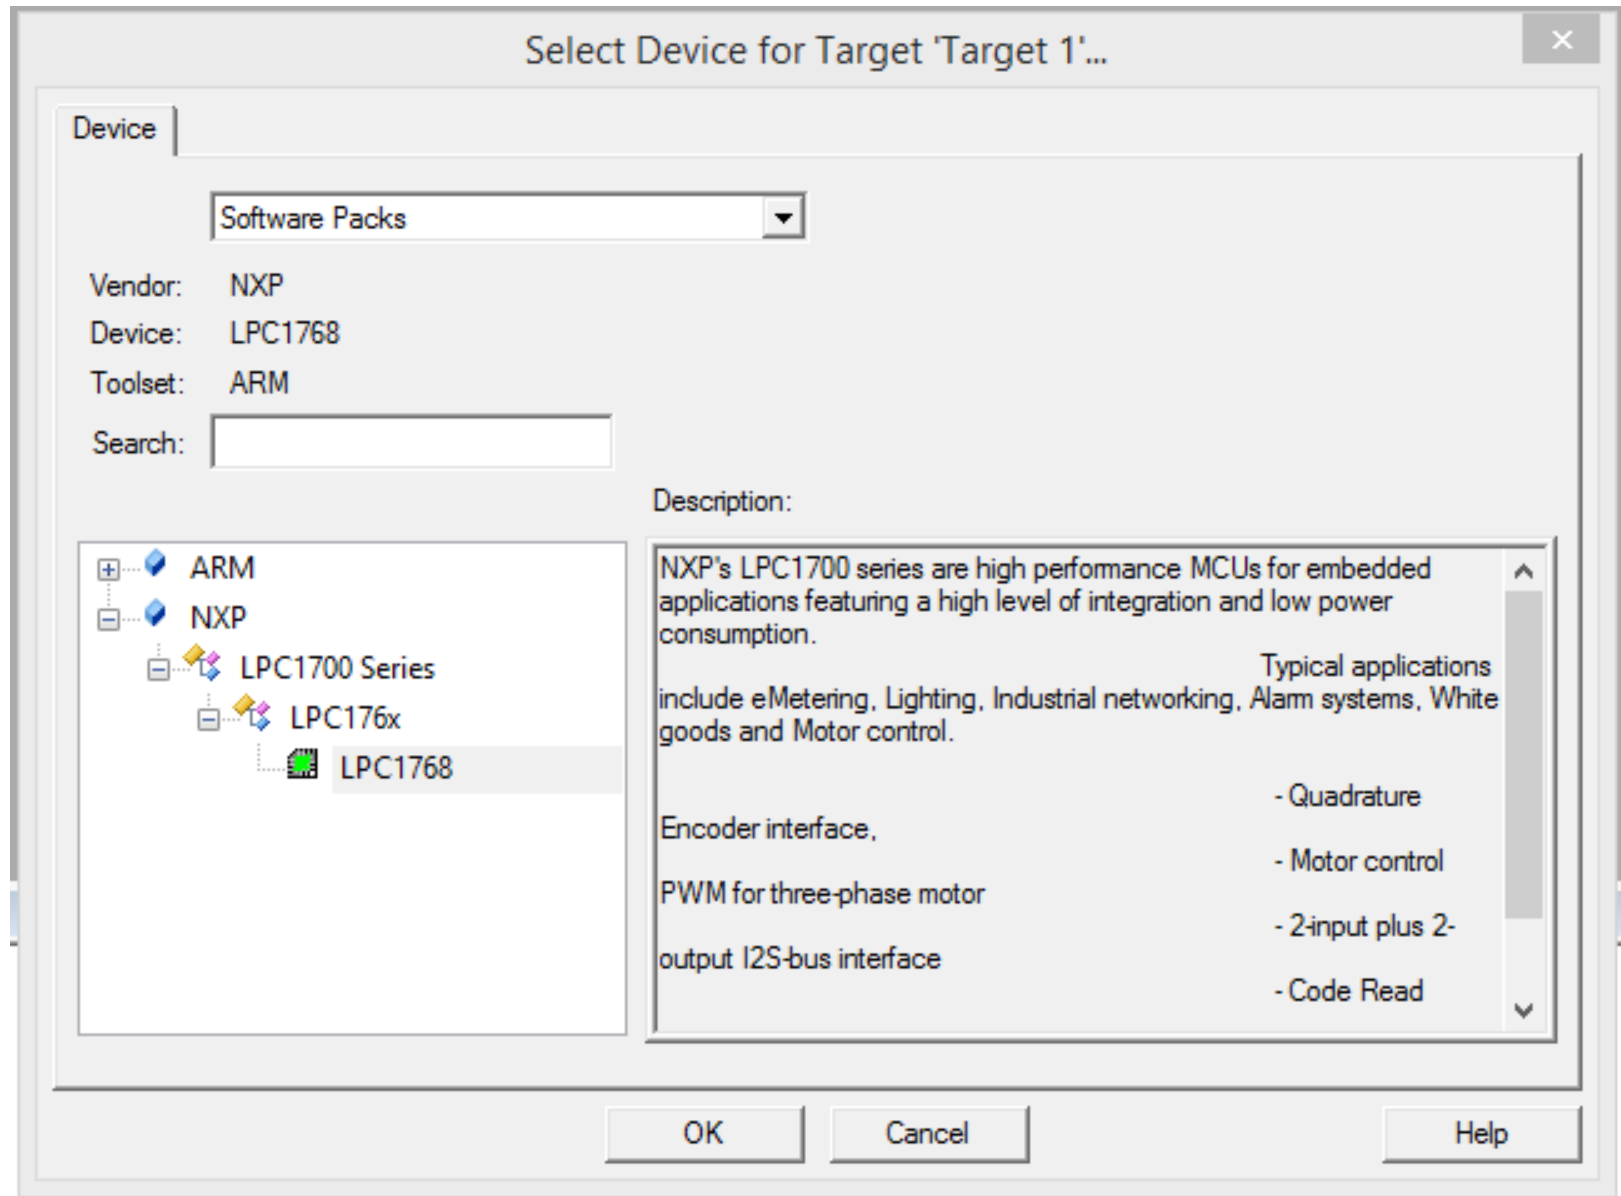 Select Device for Target 'Target 1'...
Device
Software Packs
Vendor: NXP
Device: LPC1768
Toolset: ARM
Search:
Description:
ARM
NXP
LPC1700 Series
LPC176x
LPC1768
NXP's LPC1700 series are high performance MCUs for embedded
applications featuring a high level of integration and low power
consumption.
Typical applications
include eMetering, Lighting, Industrial networking, Alarm systems, White
goods and Motor control.
- Quadrature
Encoder interface,
- Motor control
PWM for three-phase motor
- 2-input plus 2-
output I2S-bus interface
- Code Read
OK
Cancel
Help